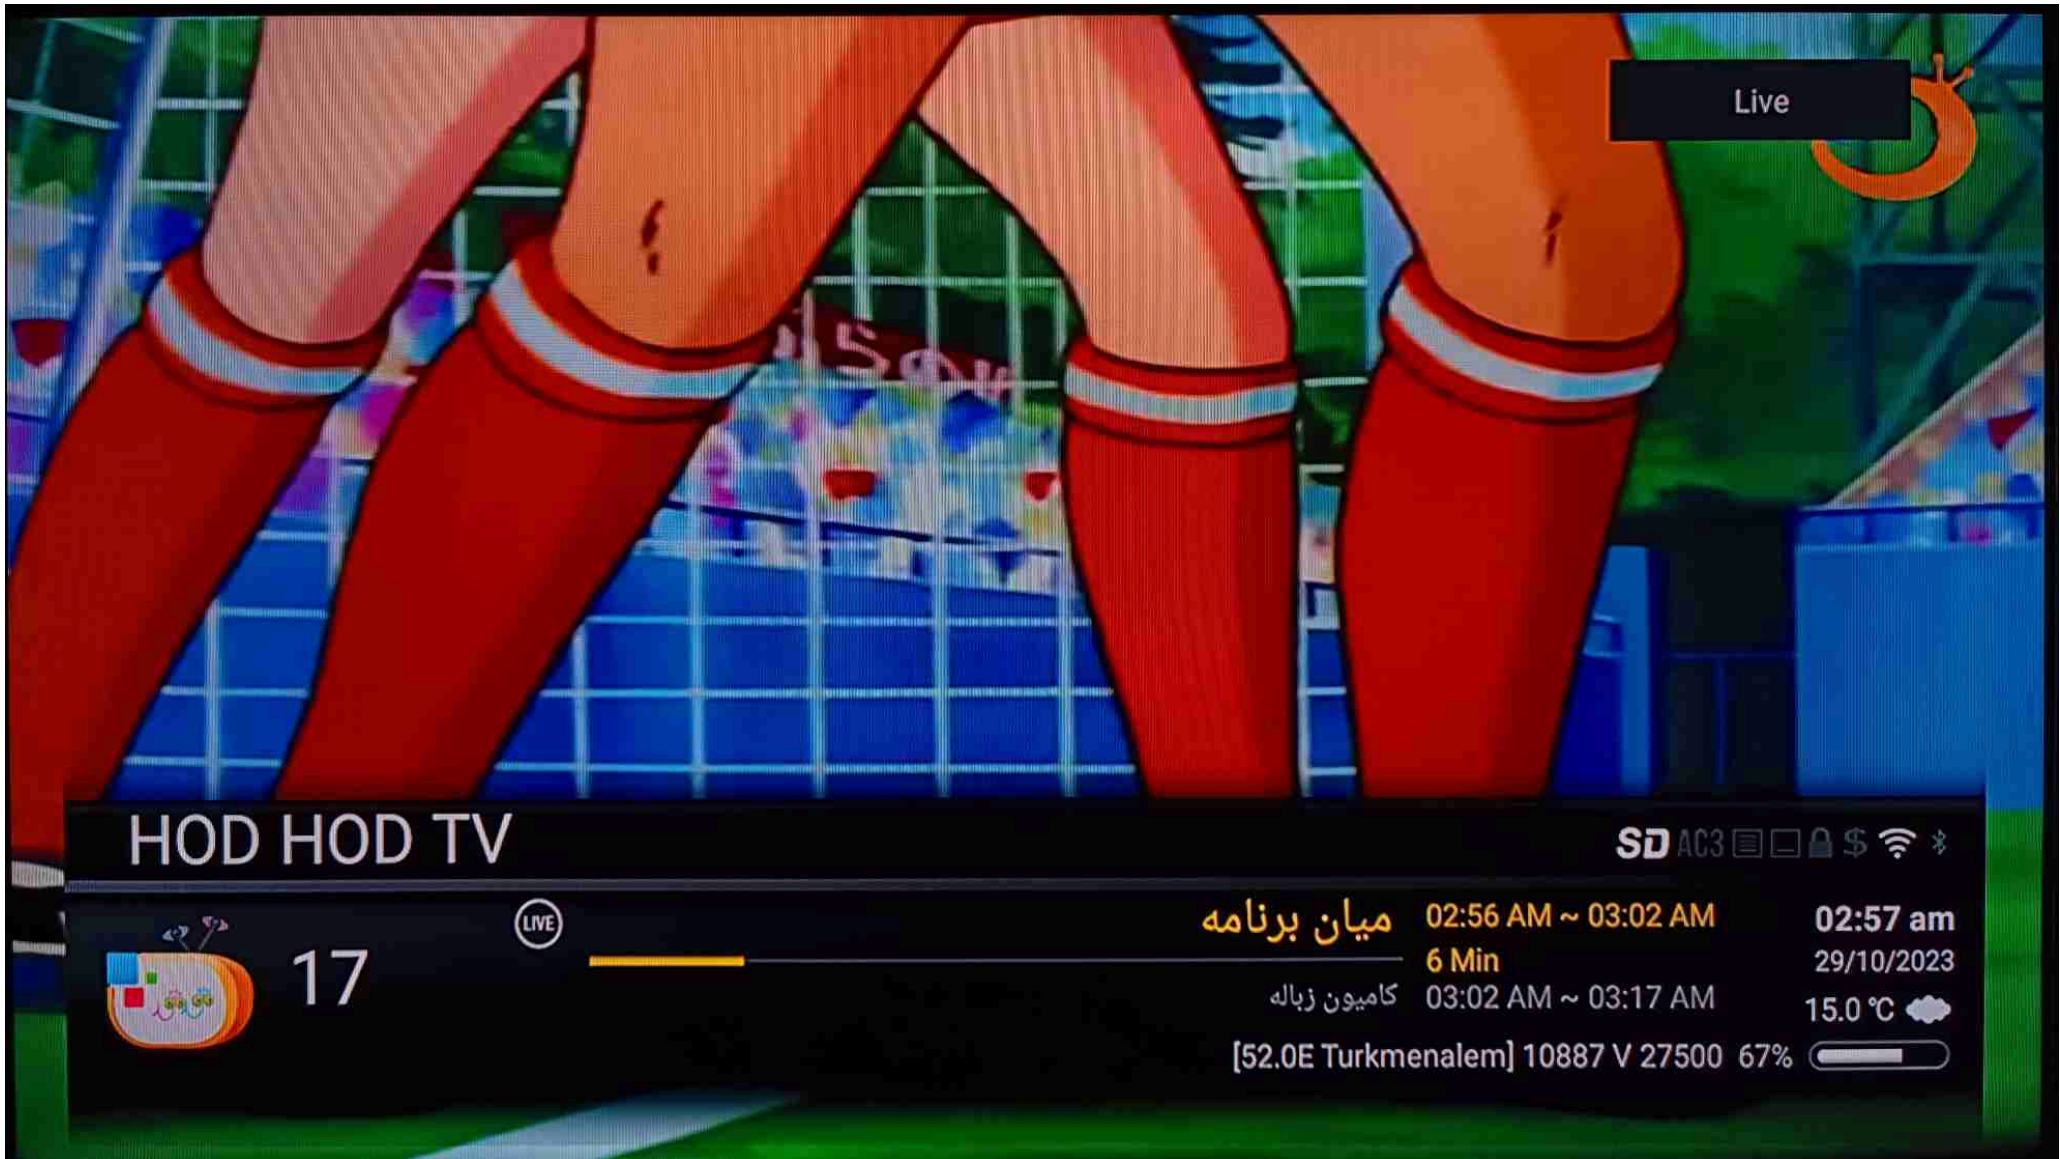 Live
HOD HOD TV
SD AC3 $
LIVE
میان برنامه 02:56 AM ~ 03:02 AM
02:57 am
17
6 Min
29/10/2023
کامیون زباله 03:02 AM ~ 03:17 AM
15.0 °C
[52.0E Turkmenalem] 10887 V 27500 67%